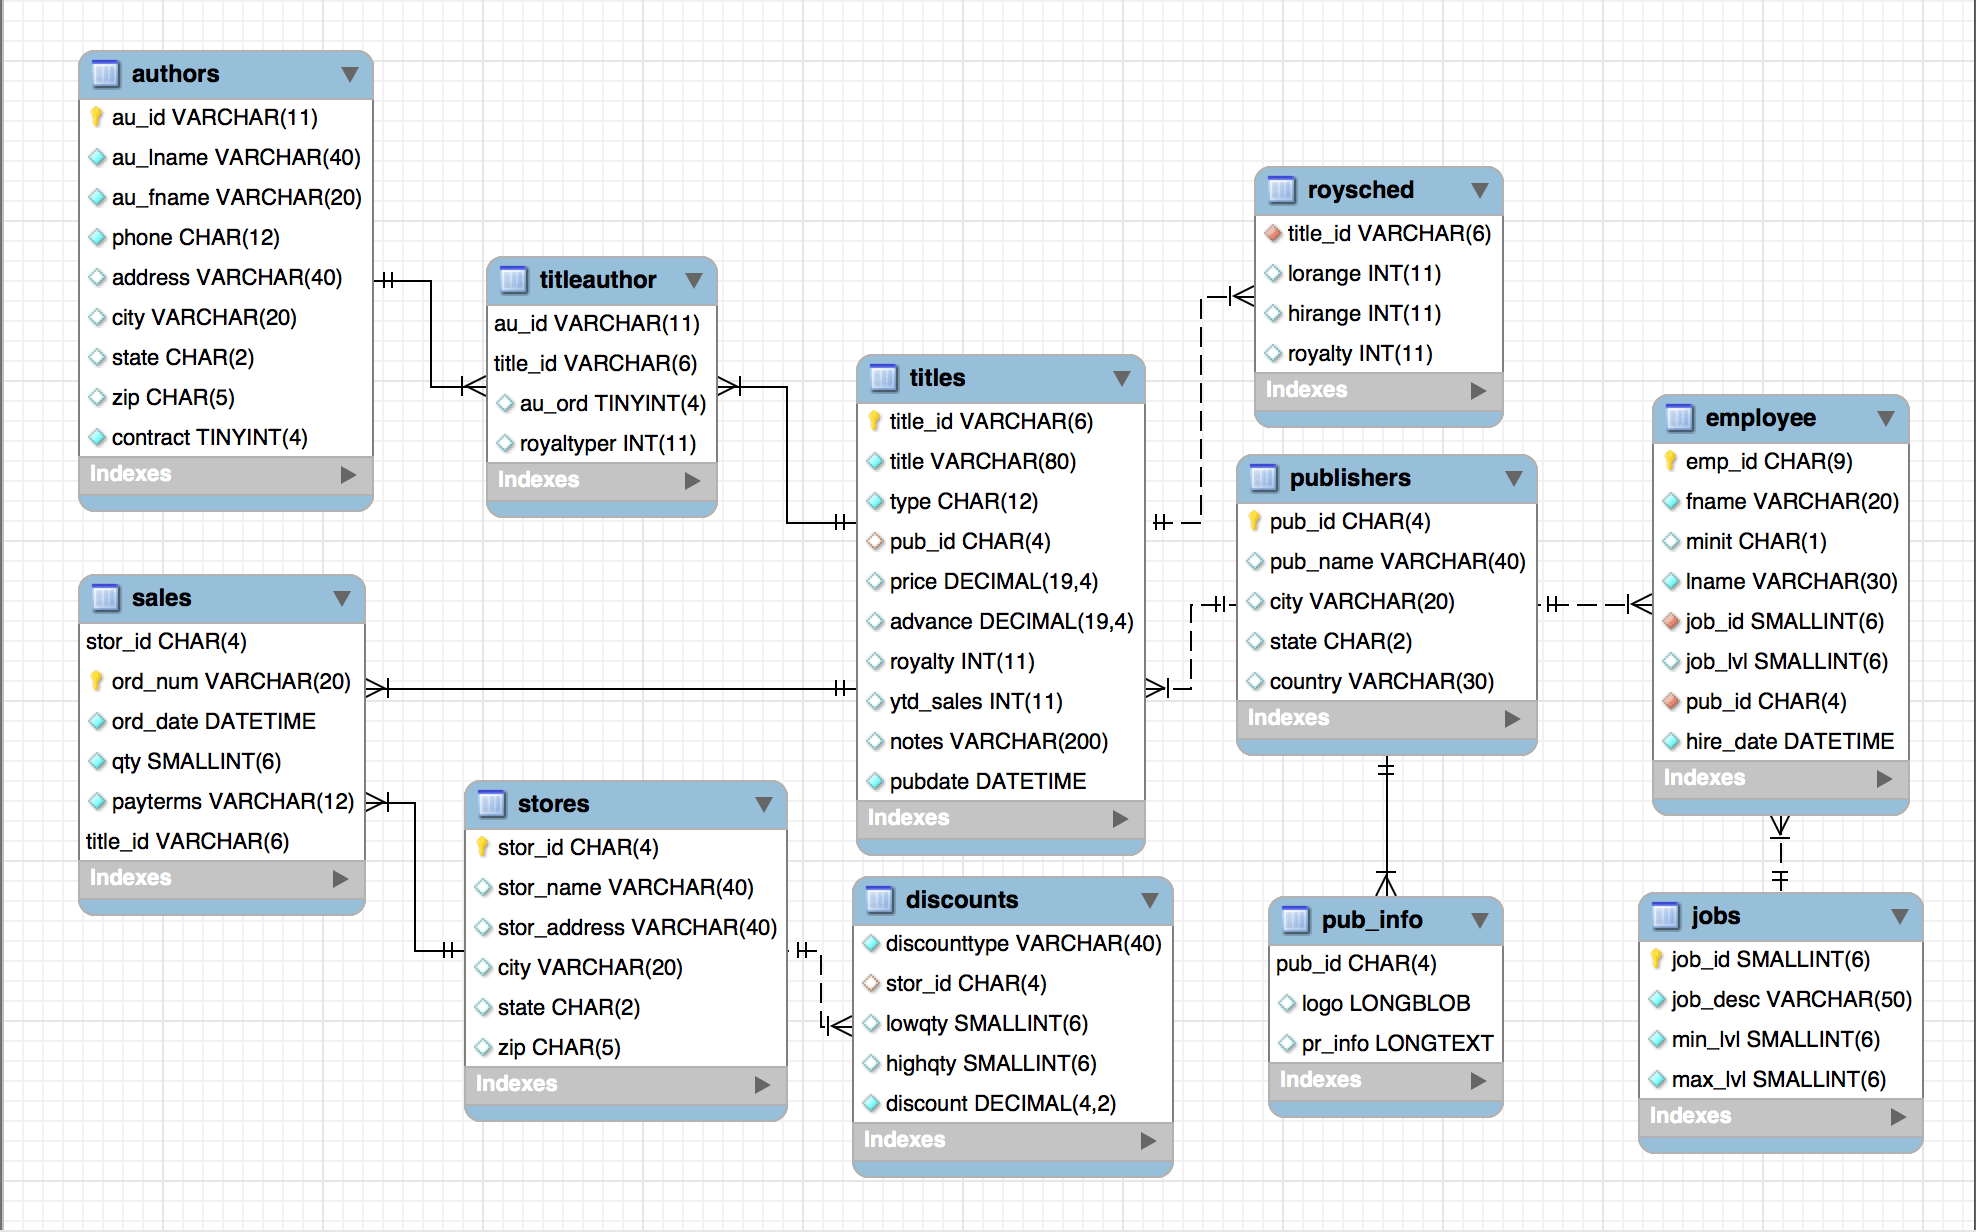 authors
au_id VARCHAR(11)
au_lname VARCHAR(40)
au_fname VARCHAR(20)
phone CHAR(12)
address VARCHAR(40)
city VARCHAR(20)
state CHAR(2)
zip CHAR(5)
contract TINYINT(4)
Indexes
titleauthor
au_id VARCHAR(11)
title_id VARCHAR(6)
au_ord TINYINT(4)
royaltyper INT(11)
Indexes
titles
title_id VARCHAR(6)
title VARCHAR(80)
type CHAR(12)
pub_id CHAR(4)
price DECIMAL(19,4)
advance DECIMAL(19,4)
royalty INT(11)
ytd_sales INT(11)
notes VARCHAR(200)
pubdate DATETIME
Indexes
roysched
title_id VARCHAR(6)
lorange INT(11)
hirange INT(11)
royalty INT(11)
Indexes
publishers
pub_id CHAR(4)
pub_name VARCHAR(40)
city VARCHAR(20)
state CHAR(2)
country VARCHAR(30)
Indexes
employee
emp_id CHAR(9)
fname VARCHAR(20)
minit CHAR(1)
lname VARCHAR(30)
job_id SMALLINT(6)
job_lvl SMALLINT(6)
pub_id CHAR(4)
hire_date DATETIME
Indexes
sales
stor_id CHAR(4)
ord_num VARCHAR(20)
ord_date DATETIME
qty SMALLINT(6)
payterms VARCHAR(12)
title_id VARCHAR(6)
Indexes
stores
stor_id CHAR(4)
stor_name VARCHAR(40)
stor_address VARCHAR(40)
city VARCHAR(20)
state CHAR(2)
zip CHAR(5)
Indexes
discounts
discounttype VARCHAR(40)
stor_id CHAR(4)
lowqty SMALLINT(6)
highqty SMALLINT(6)
discount DECIMAL(4,2)
Indexes
pub_info
pub_id CHAR(4)
logo LONGBLOB
pr_info LONGTEXT
Indexes
jobs
job_id SMALLINT(6)
job_desc VARCHAR(50)
min_lvl SMALLINT(6)
max_lvl SMALLINT(6)
Indexes